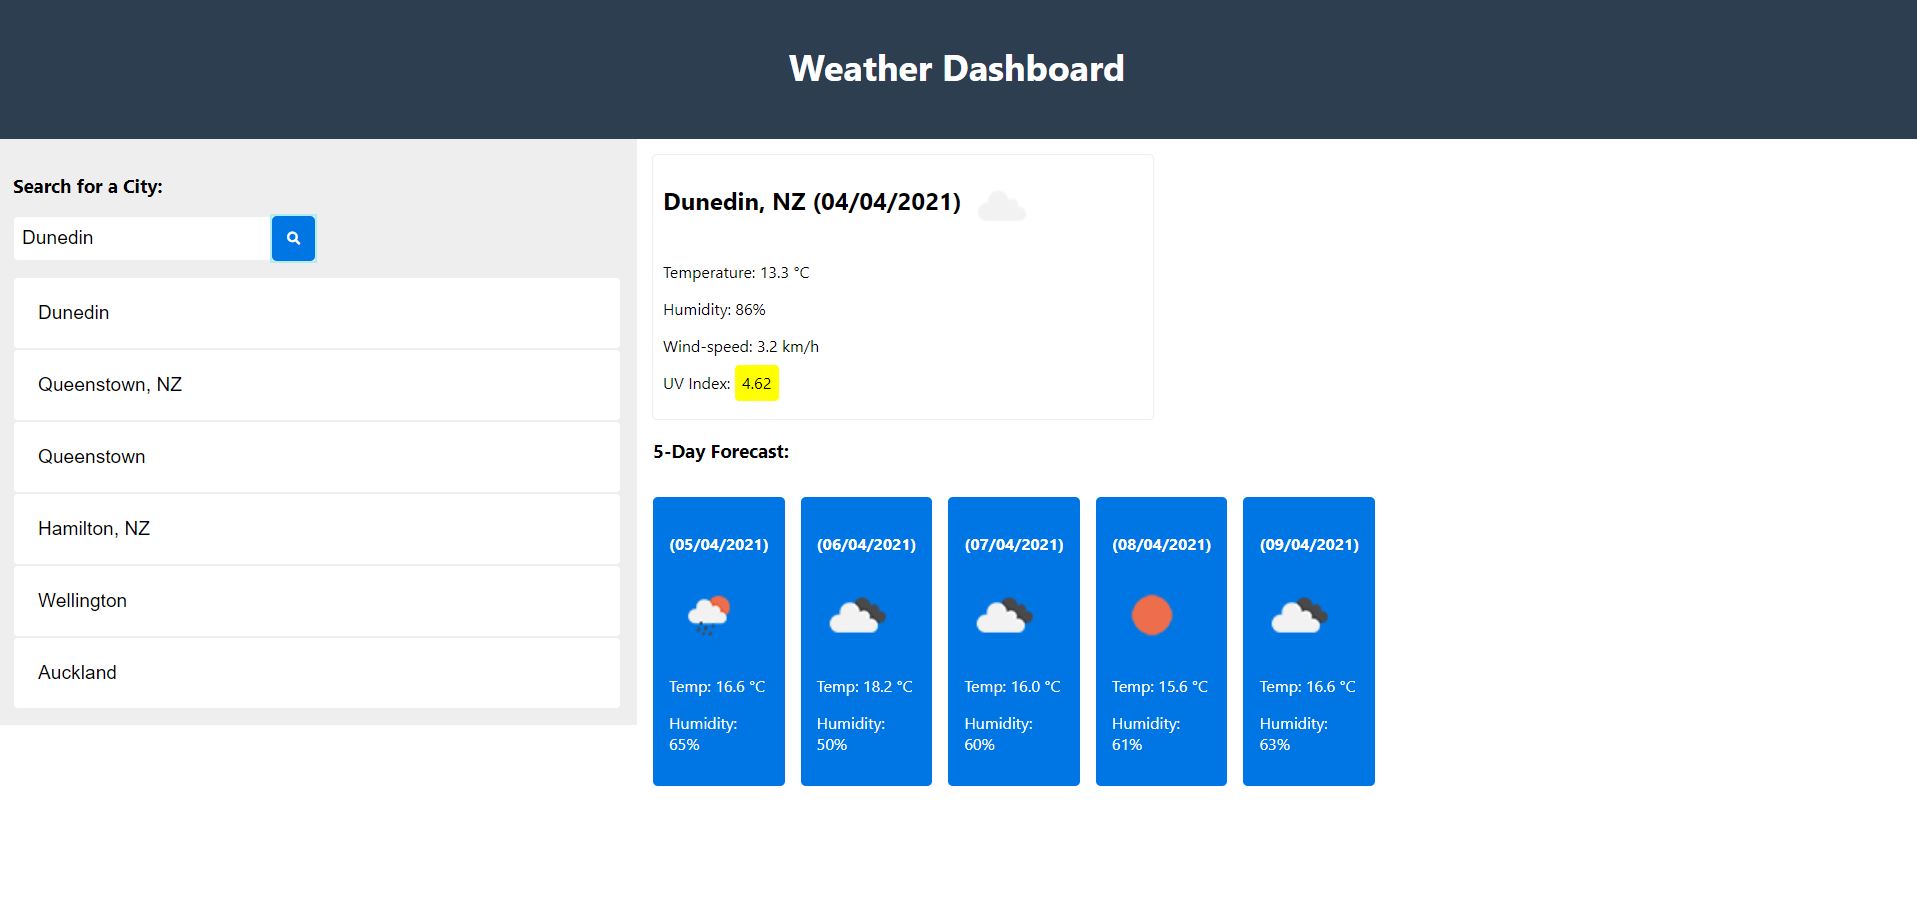 Weather Dashboard
Search for a City:
Dunedin
Dunedin
Queenstown, NZ
Queenstown
Hamilton, NZ
Wellington
Auckland
Dunedin, NZ (04/04/2021)
Temperature: 13.3 °C
Humidity: 86%
Wind-speed: 3.2 km/h
UV Index: 4.62
5-Day Forecast:
(05/04/2021)
Temp: 16.6 °C
Humidity:
65%
(06/04/2021)
Temp: 18.2 °C
Humidity:
50%
(07/04/2021)
Temp: 16.0 °C
Humidity:
60%
(08/04/2021)
Temp: 15.6 °C
Humidity:
61%
(09/04/2021)
Temp: 16.6 °C
Humidity:
63%